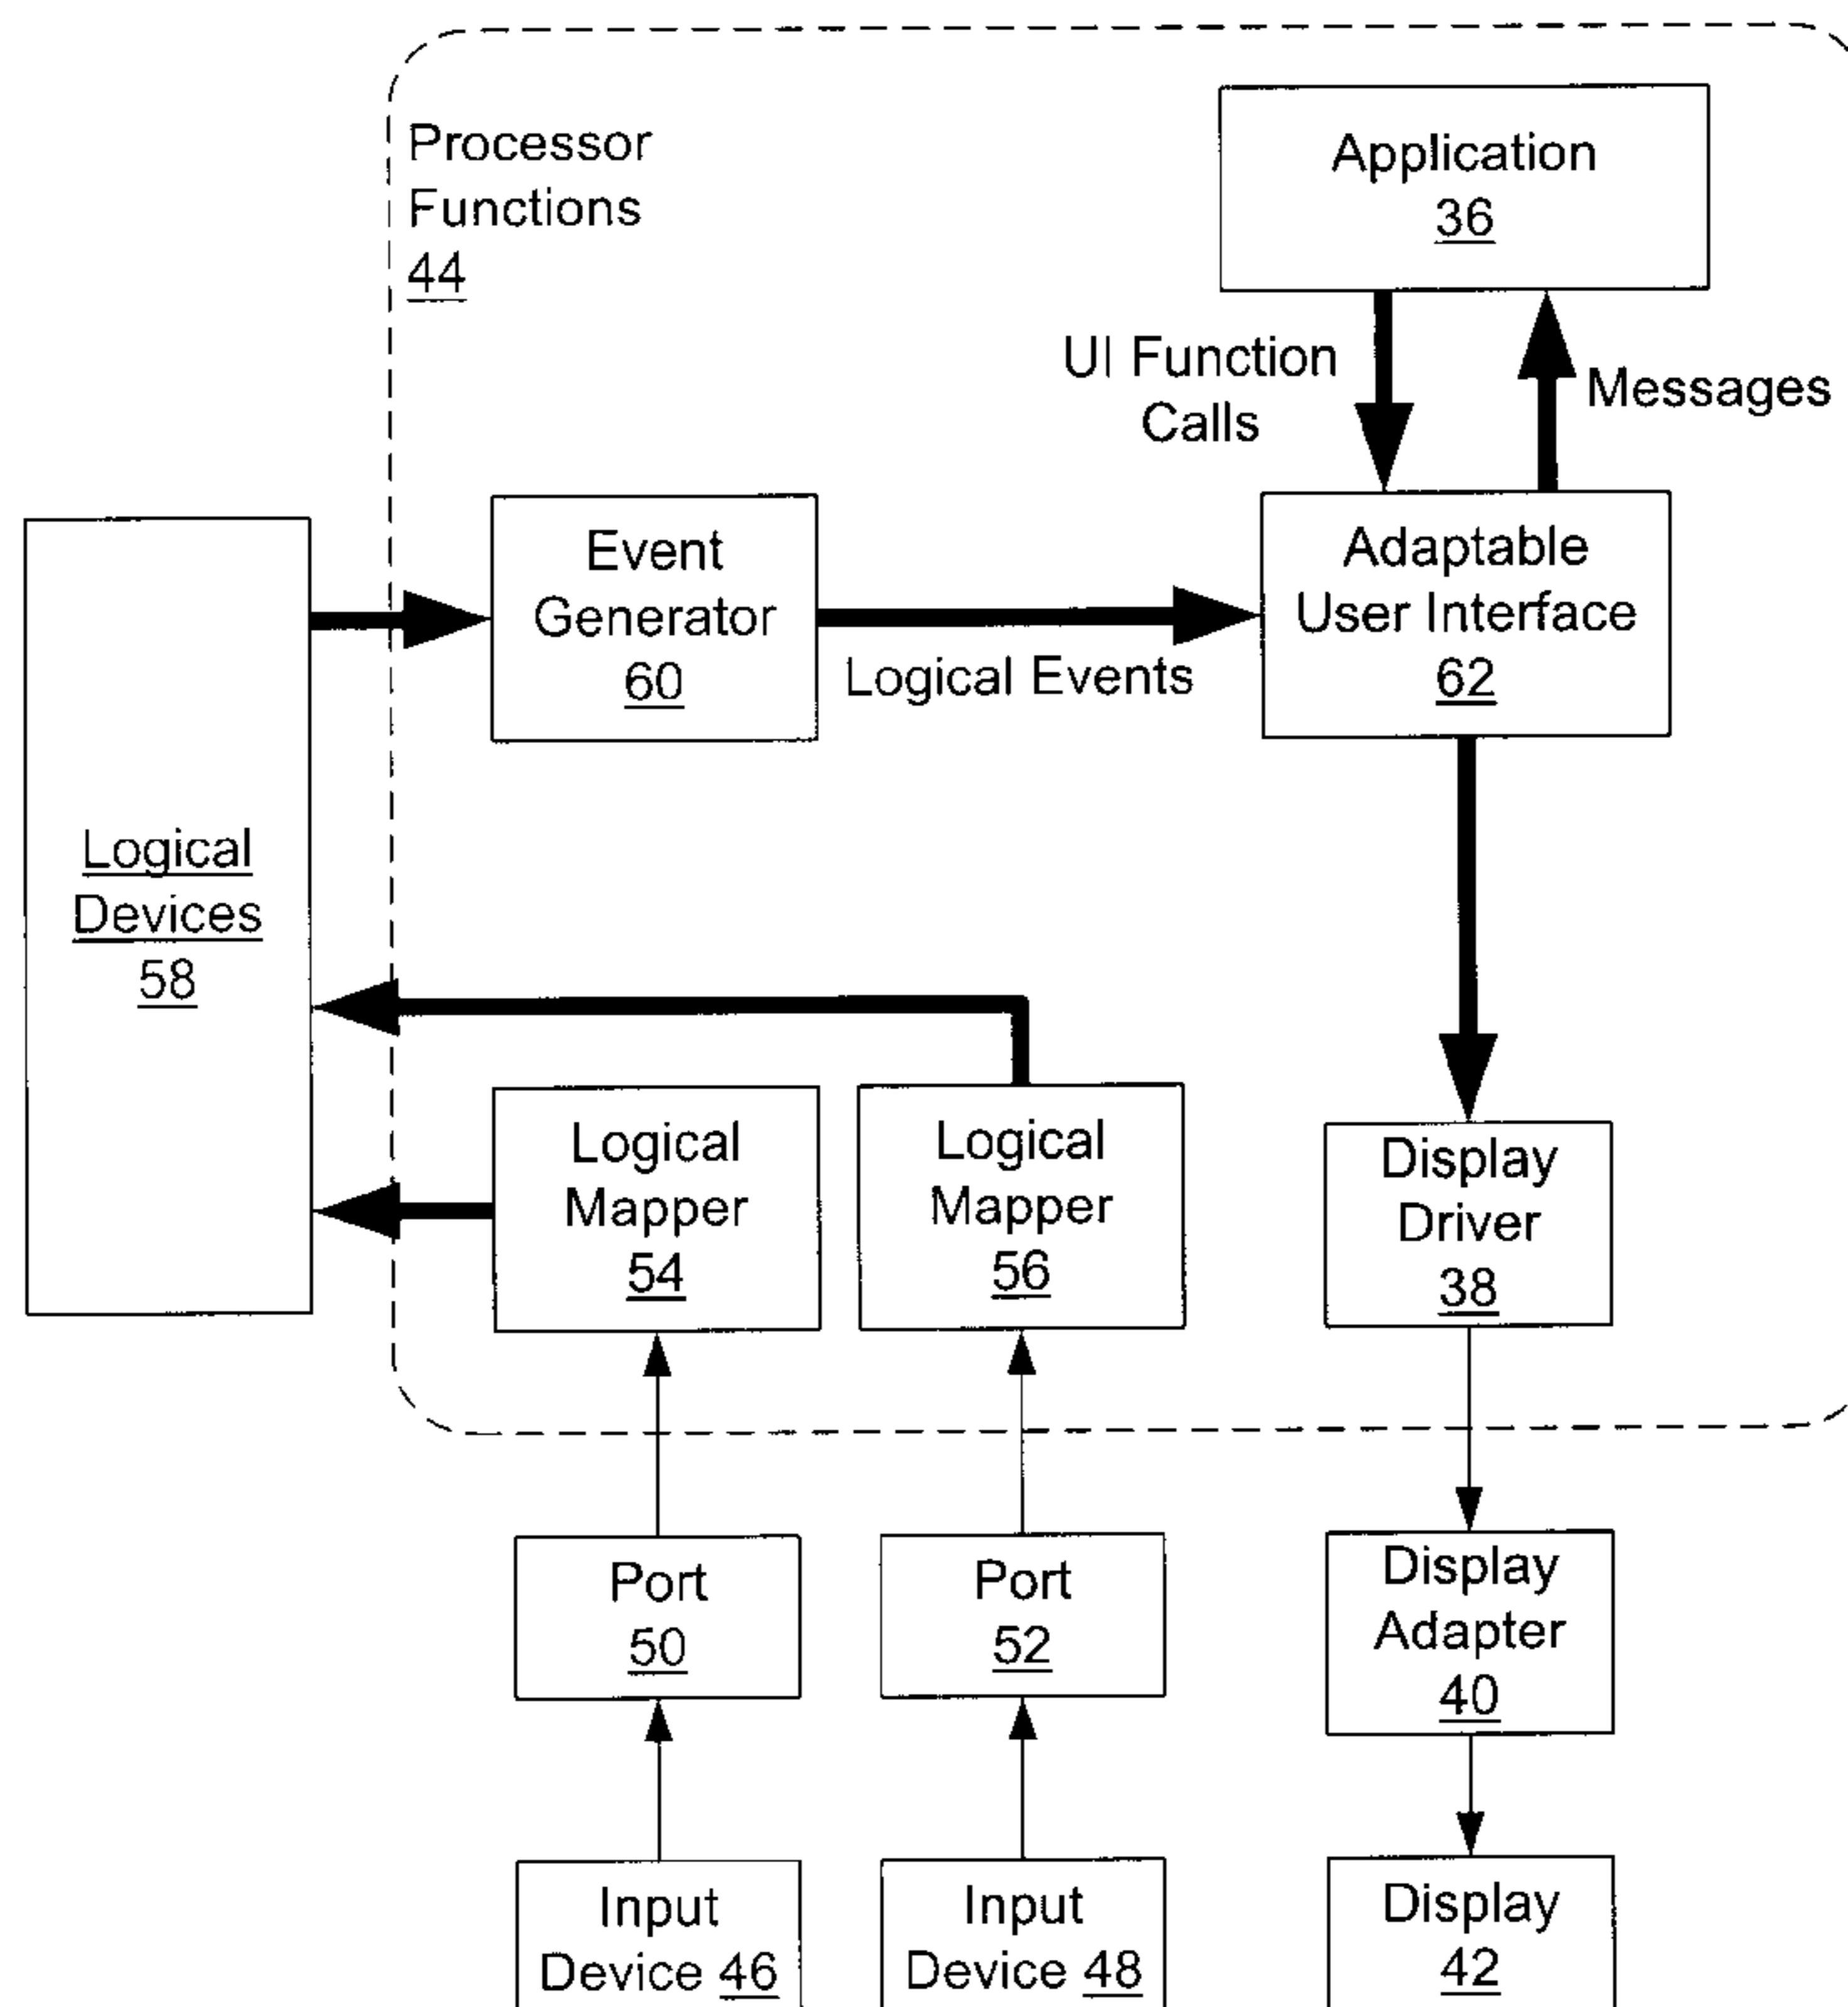 Processor
Functions
44
Application
36
UI Function
Calls
Messages
Event
Generator
60
Logical Events
Adaptable
User Interface
62
Logical
Devices
58
Logical
Mapper
54
Logical
Mapper
56
Display
Driver
38
Port
50
Port
52
Display
Adapter
40
Input
Device 46
Input
Device 48
Display
42